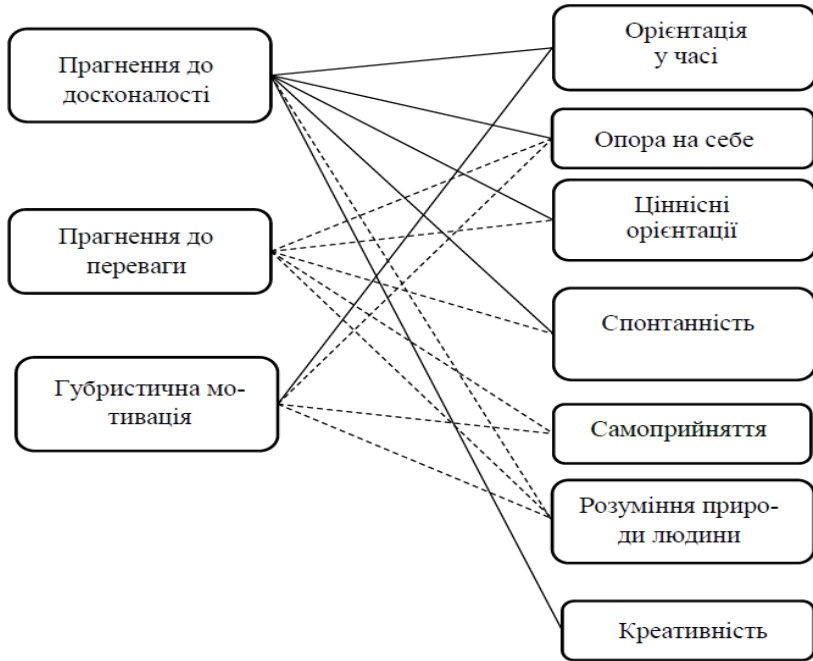 Прагнення до
досконалості
Прагнення до
переваги
Губристична мо-
тивація
Орієнтація
у часі
Опора на себе
Ціннісні
орієнтації
Спонтанність
Самоприйняття
Розуміння приро-
ди людини
Креативність